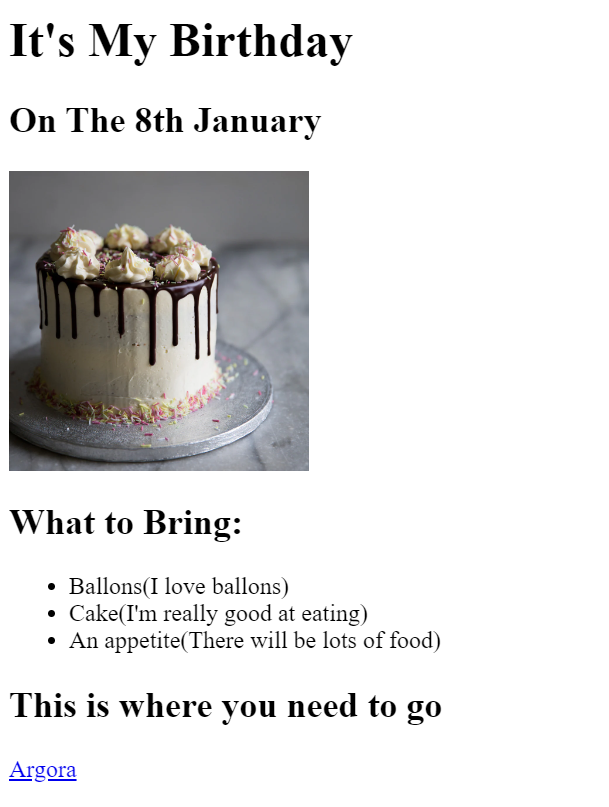 It's My Birthday
On The 8th January
What to Bring:
Ballons(I love ballons)
Cake(I'm really good at eating)
An appetite(There will be lots of food)
This is where you need to go
Argora